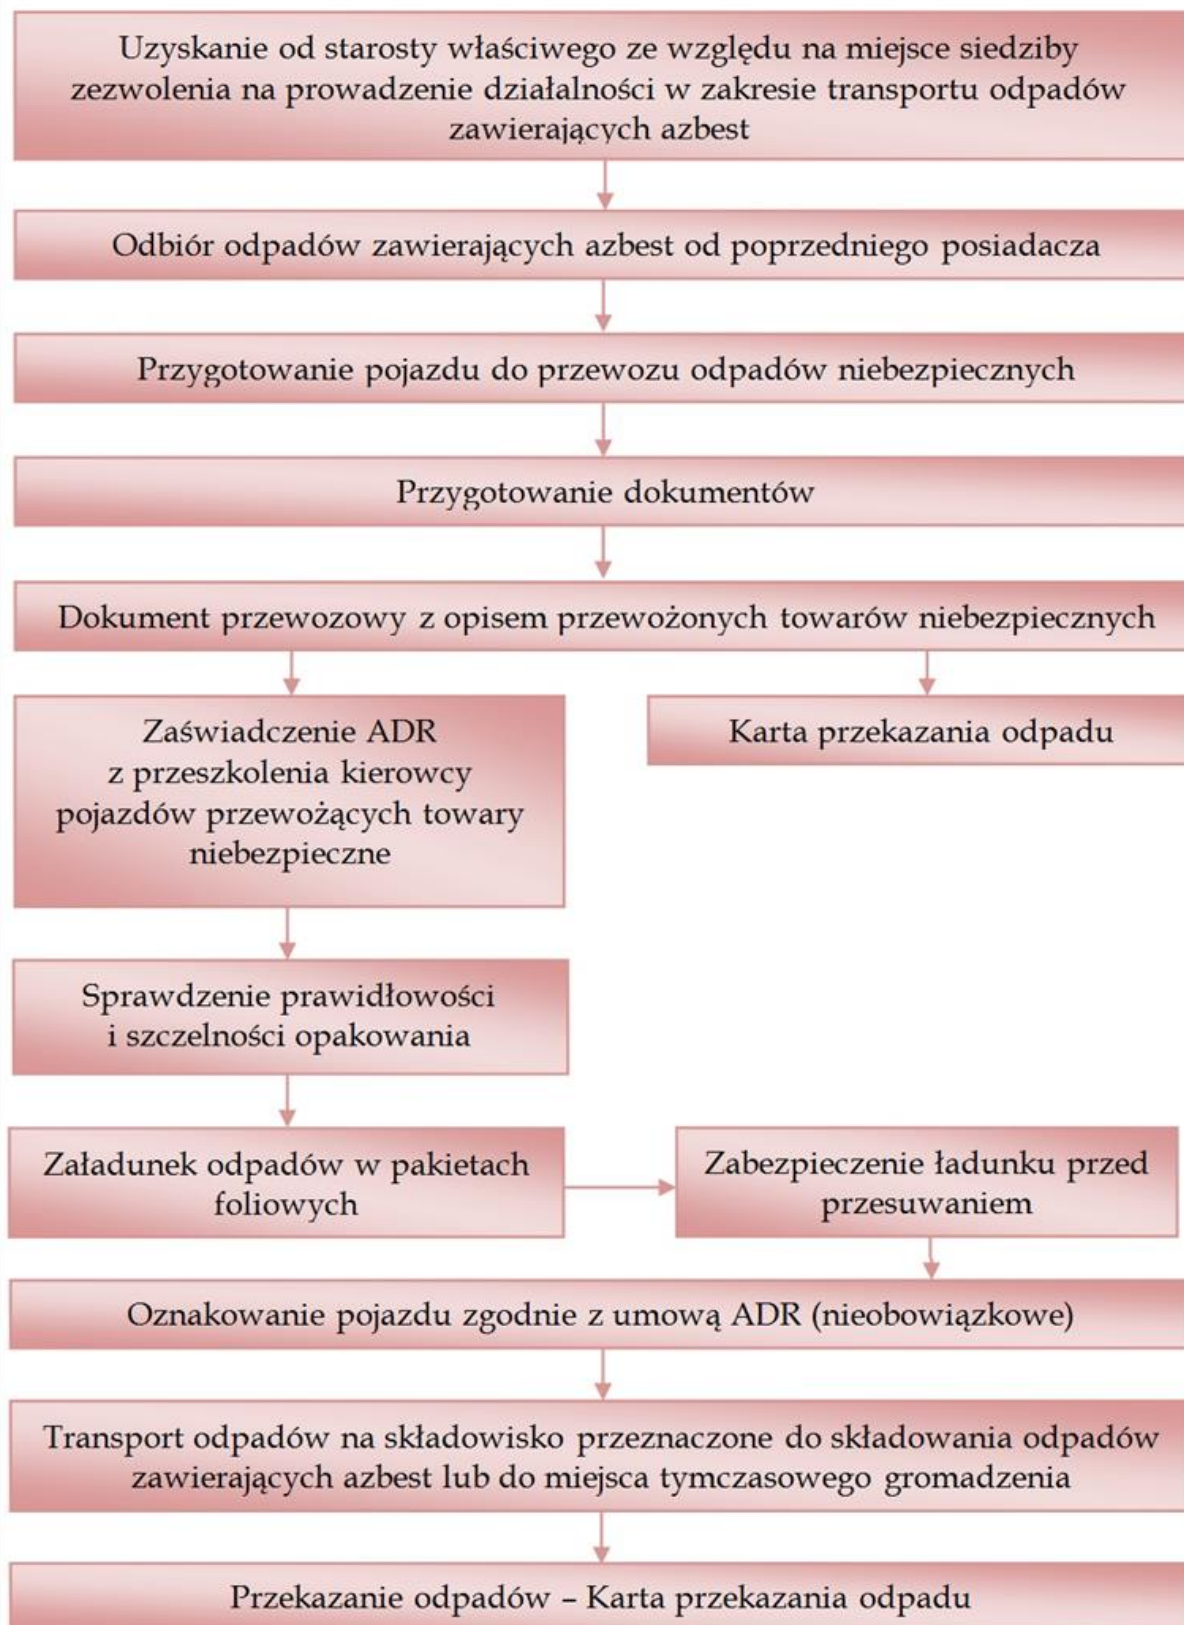 Uzyskanie od starosty właściwego ze względu na miejsce siedziby
zezwolenia na prowadzenie działalności w zakresie transportu odpadów
zawierających azbest
Odbiór odpadów zawierających azbest od poprzedniego posiadacza
Przygotowanie pojazdu do przewozu odpadów niebezpiecznych
Przygotowanie dokumentów
Dokument przewozowy z opisem przewożonych towarów niebezpiecznych
Zaświadczenie ADR
z przeszkolenia kierowcy
pojazdów przewożących towary
niebezpieczne
Karta przekazania odpadu
Sprawdzenie prawidłowości
i szczelności opakowania
Załadunek odpadów w pakietach
foliowych
Zabezpieczenie ładunku przed
przesuwaniem
Oznakowanie pojazdu zgodnie z umową ADR (nieobowiązkowe)
Transport odpadów na składowisko przeznaczone do składowania odpadów
zawierających azbest lub do miejsca tymczasowego gromadzenia
Przekazanie odpadów – Karta przekazania odpadu